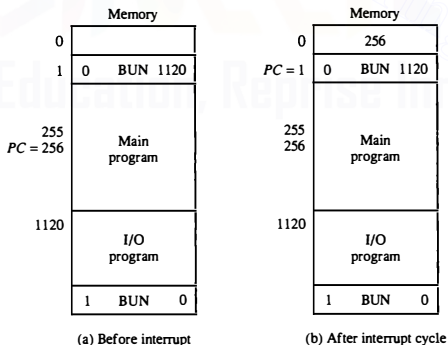 Memory
0
1 0 BUN 1120
255
PC = 256
Main
program
1120
I/O
program
1 BUN 0
(a) Before interrupt
Memory
0 256
PC = 1 0 BUN 1120
255
256
Main
program
1120
I/O
program
1 BUN 0
(b) After interrupt cycle